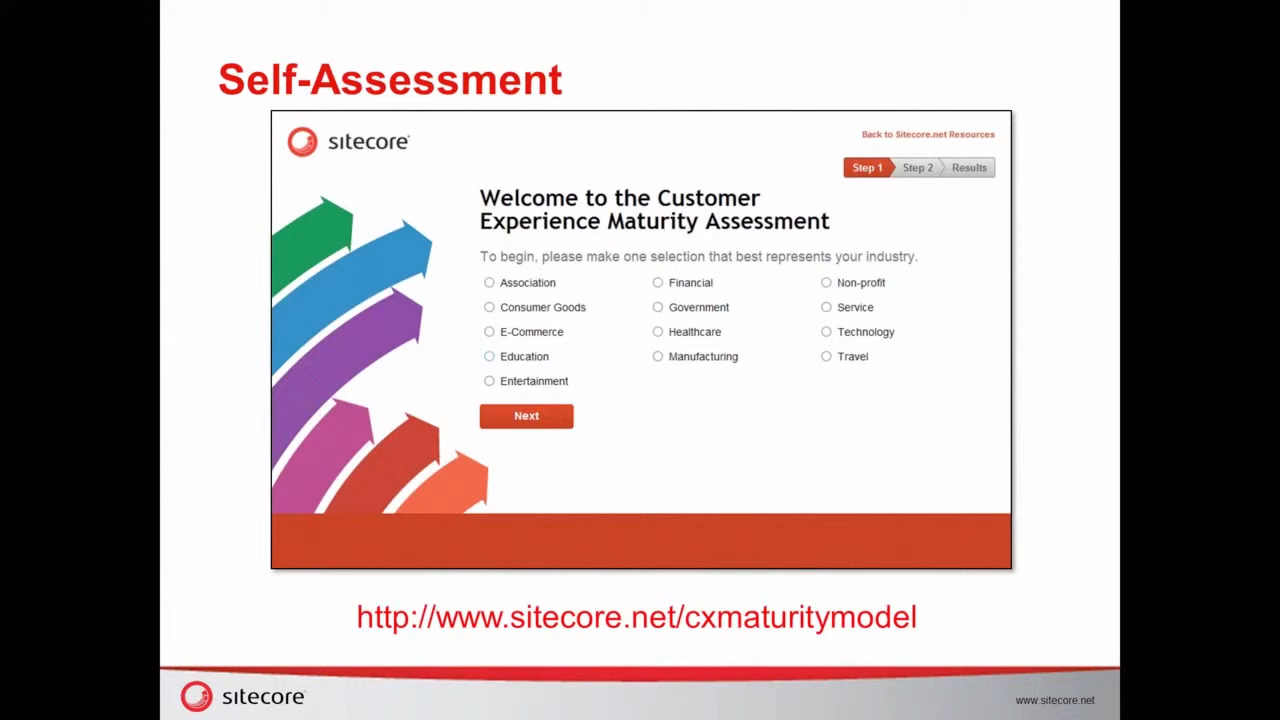 Self-Assessment
sitecore
Back to Sitecore.net Resources
Step 1 Step 2 Results
Welcome to the Customer
Experience Maturity Assessment
To begin, please make one selection that best represents your industry.
Association Financial Non-profit
Consumer Goods Government Service
E-Commerce Healthcare Technology
Education Manufacturing Travel
Entertainment
Next
http://www.sitecore.net/cxmaturitymodel
sitecore
www.sitecore.net